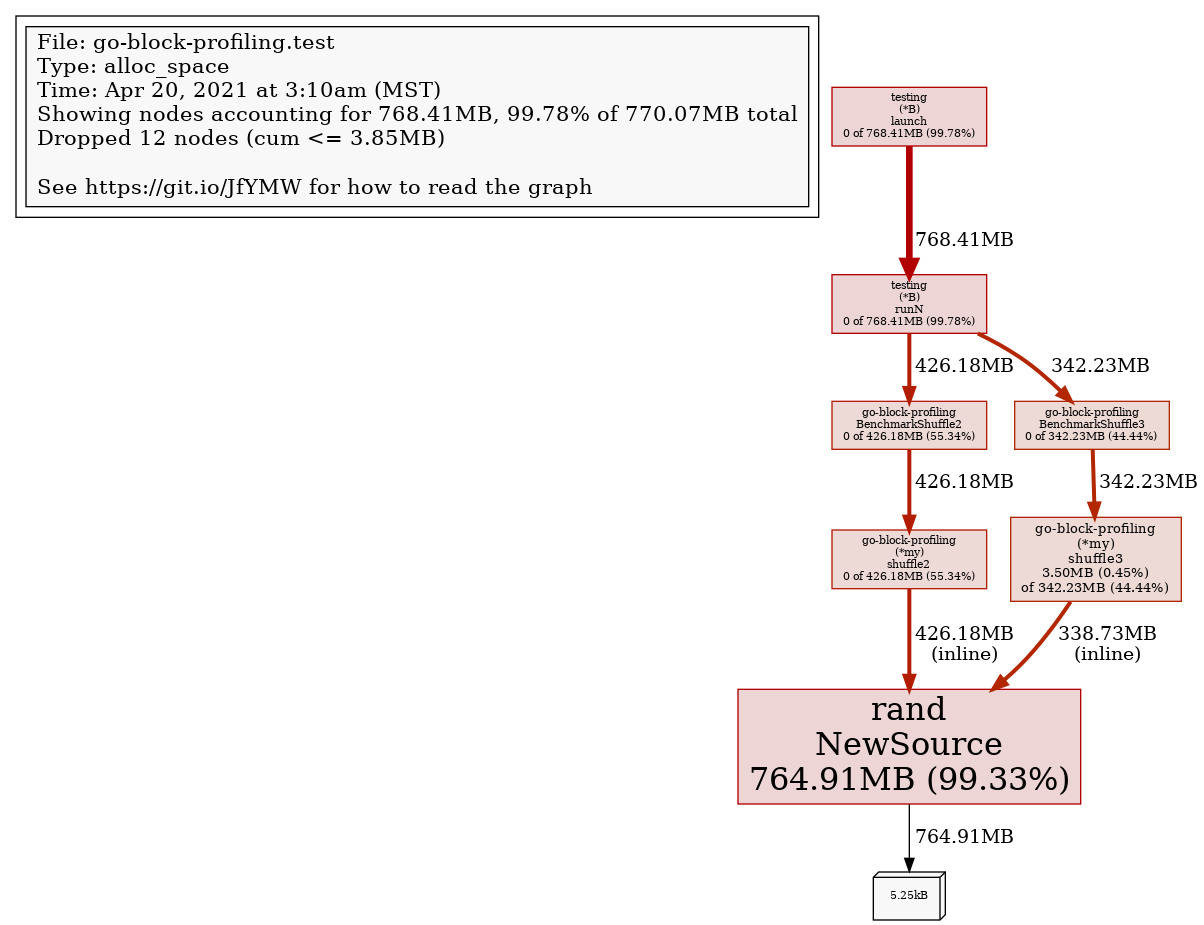 File: go-block-profiling.test
Type: alloc_space
Time: Apr 20, 2021 at 3:10am (MST)
Showing nodes accounting for 768.41MB, 99.78% of 770.07MB total
Dropped 12 nodes (cum <= 3.85MB)
See https://git.io/JfYMW for how to read the graph
testing
(*B)
launch
0 of 768.41MB (99.78%)
768.41MB
testing
(*B)
runN
0 of 768.41MB (99.78%)
426.18MB
342.23MB
go-block-profiling
BenchmarkShuffle2
0 of 426.18MB (55.34%)
go-block-profiling
BenchmarkShuffle3
0 of 342.23MB (44.44%)
426.18MB
342.23MB
go-block-profiling
(*my)
shuffle2
0 of 426.18MB (55.34%)
go-block-profiling
(*my)
shuffle3
3.50MB (0.45%)
of 342.23MB (44.44%)
426.18MB
(inline)
338.73MB
(inline)
rand
NewSource
764.91MB (99.33%)
764.91MB
5.25kB